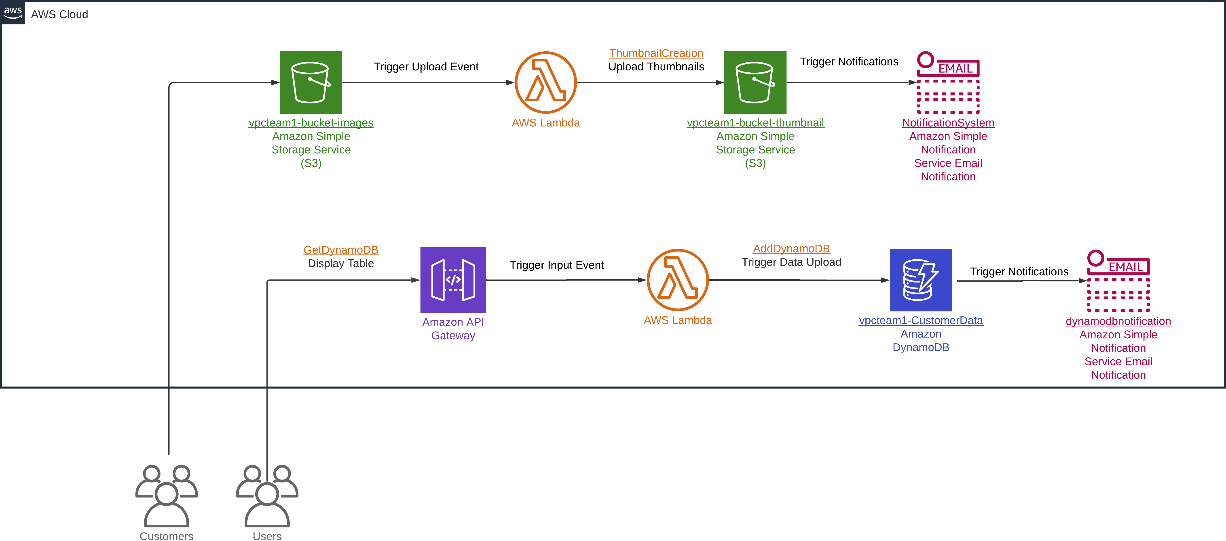 aws
AWS Cloud
Trigger Upload Event
ThumbnailCreation
Upload Thumbnails
Trigger Notifications
EMAIL
vpcteam1-bucket-images
Amazon Simple
Storage Service
(S3)
AWS Lambda
vpcteam1-bucket-thumbnail
Amazon Simple
Storage Service
(S3)
NotificationSystem
Amazon Simple
Notification
Service Email
Notification
GetDynamoDB
Display Table
Trigger Input Event
AddDynamoDB
Trigger Data Upload
Trigger Notifications
EMAIL
Amazon API
Gateway
AWS Lambda
vpcteam1-CustomerData
Amazon
DynamoDB
dynamodbnotification
Amazon Simple
Notification
Service Email
Notification
Customers
Users